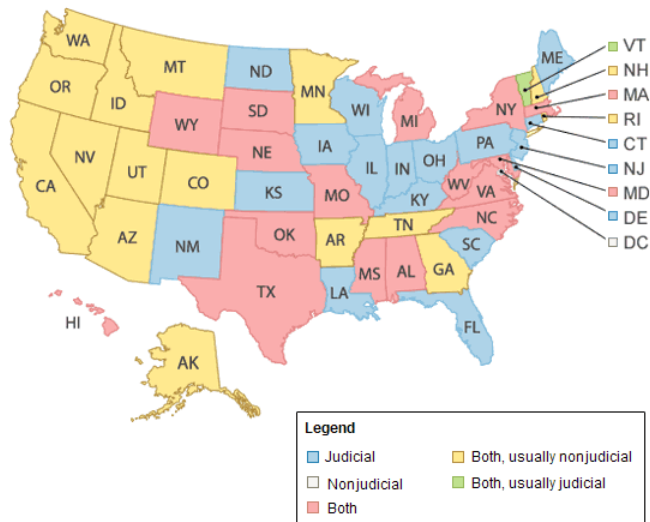 WA
MT
ND
MN
ME
VT
NH
MA
RI
CT
NJ
MD
DE
DC
OR
ID
WY
SD
WI
MI
NY
NV
UT
CO
NE
IA
IL
IN
OH
PA
CA
AZ
NM
KS
MO
KY
WV
VA
OK
AR
TN
NC
SC
TX
LA
MS
AL
GA
FL
HI
AK
Legend
Judicial
Both, usually nonjudicial
Nonjudicial
Both, usually judicial
Both